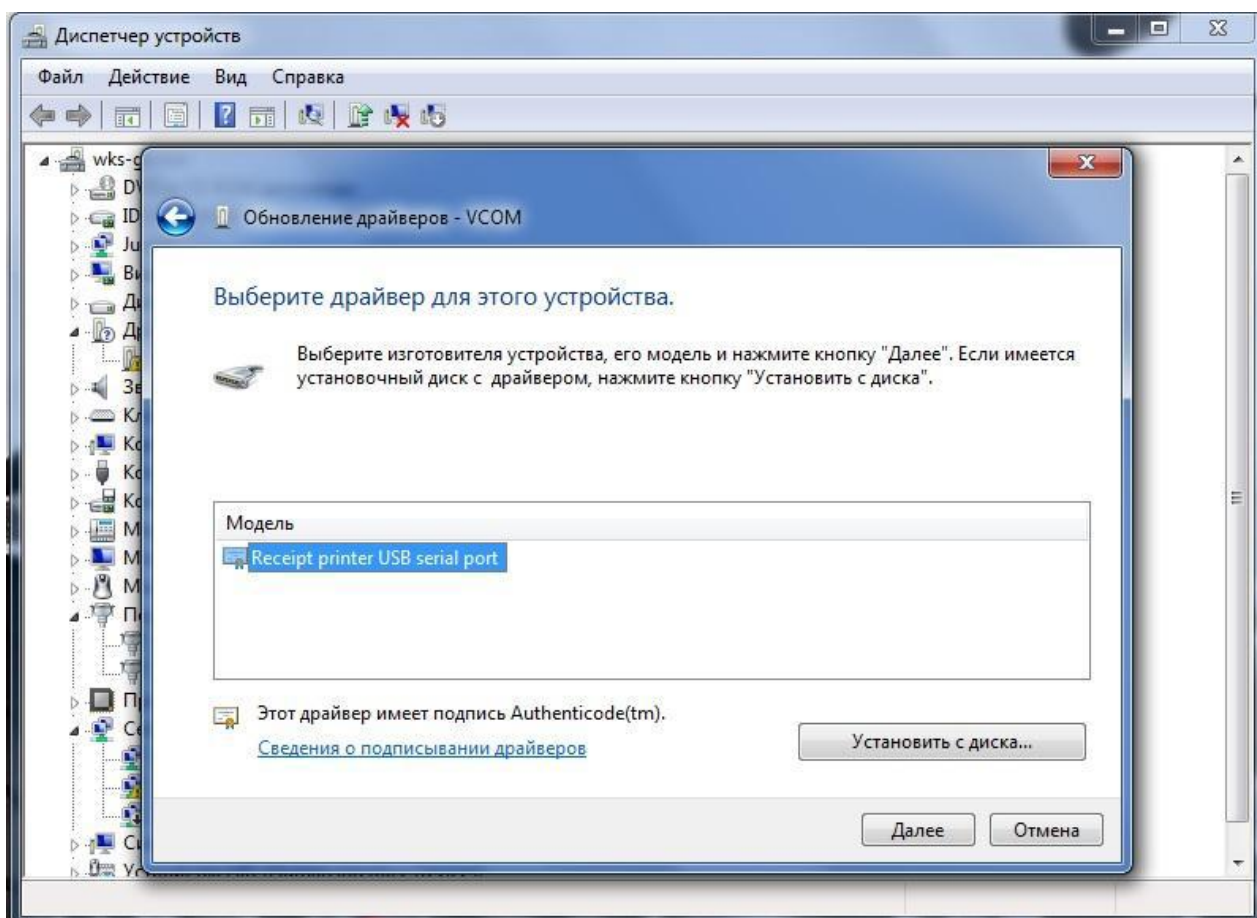 Диспетчер устройств
Файл Действие Вид Справка
Обновление драйверов - VCOM
Выберите драйвер для этого устройства.
Выберите изготовителя устройства, его модель и нажмите кнопку "Далее". Если имеется
установочный диск с драйвером, нажмите кнопку "Установить с диска".
Модель
Receipt printer USB serial port
Этот драйвер имеет подпись Authenticode(tm).
Сведения о подписывании драйверов
Установить с диска...
Далее Отмена